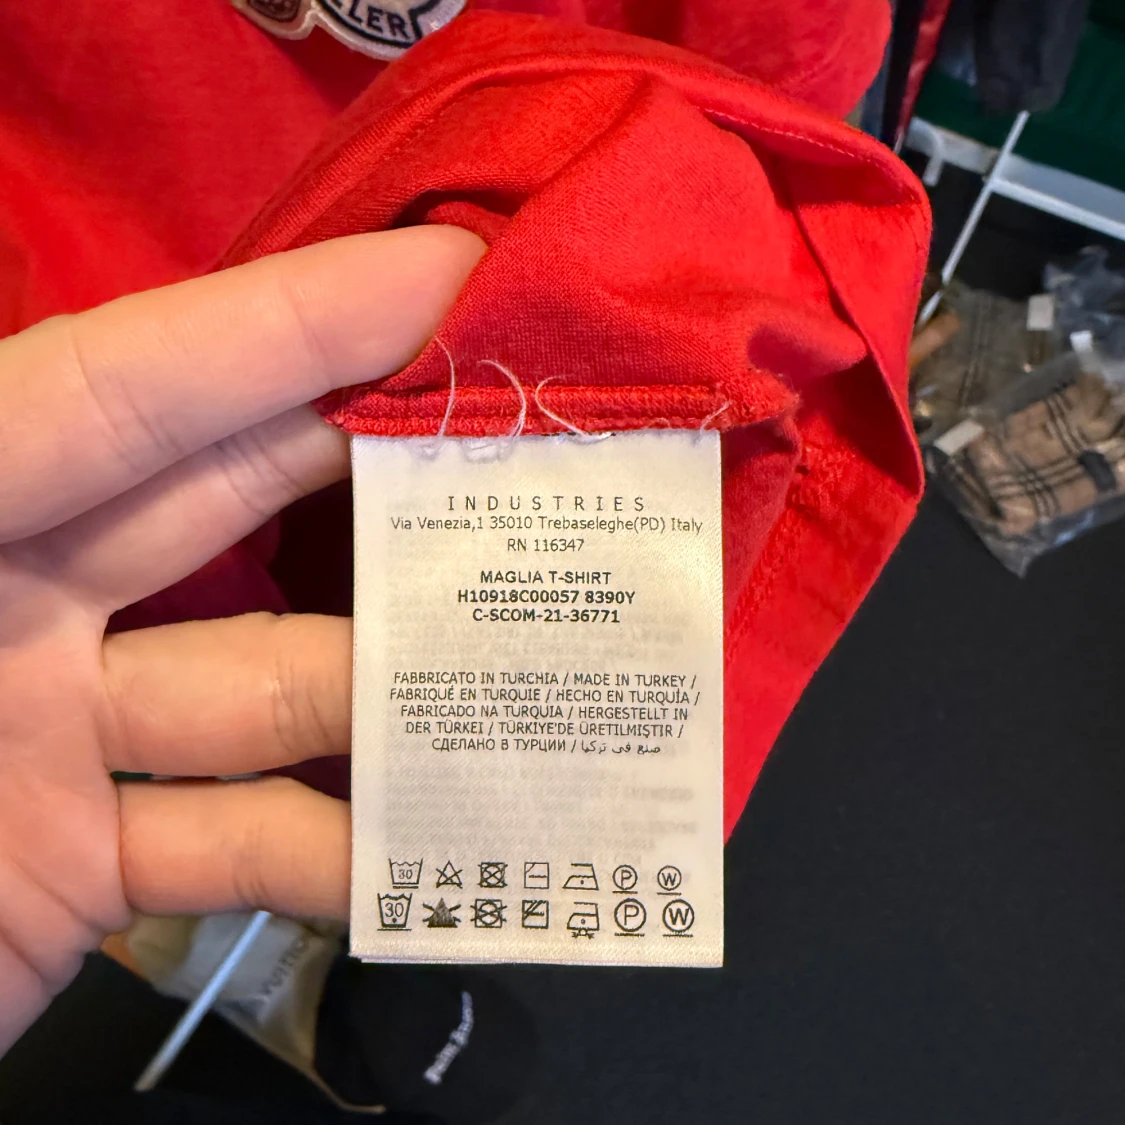 LER
INDUSTRIES
Via Venezia,1 35010 Trebaseleghe(PD) Italy
RN 116347
MAGLIA T-SHIRT
H10918C00057 8390Y
C-SCOM-21-36771
FABBRICATO IN TURCHIA / MADE IN TURKEY /
FABRIQUÉ EN TURQUIE / HECHO EN TURQUÍA /
FABRICADO NA TURQUIA / HERGESTELLT IN
DER TÜRKEI / TÜRKIYE'DE ÜRETILMIŞTIR /
СДЕЛАНО В ТУРЦИИ / صنع في تركيا
30 P W
30 P W